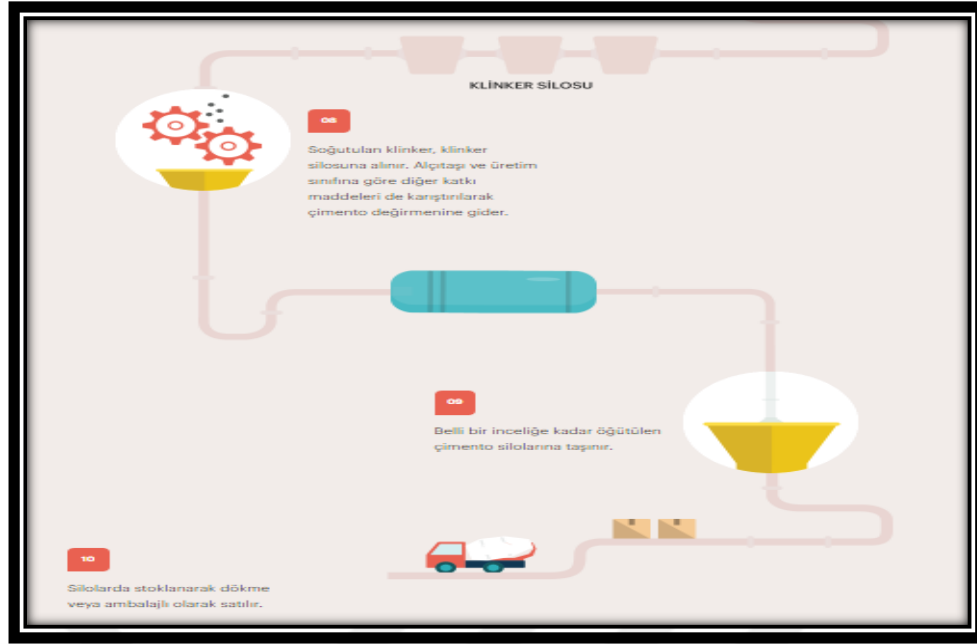 KLİNKER SİLOSU
08
Soğutulan klinker, klinker
silosuna alınır. Alçıtaşı ve üretim
sınıfına göre diğer katkı
maddeleri de karıştırılarak
çimento değirmenine gider.
09
Belli bir inceliğe kadar öğütülen
çimento silolarına taşınır.
10
Silolarda stoklanarak dökme
veya ambalajlı olarak satılır.